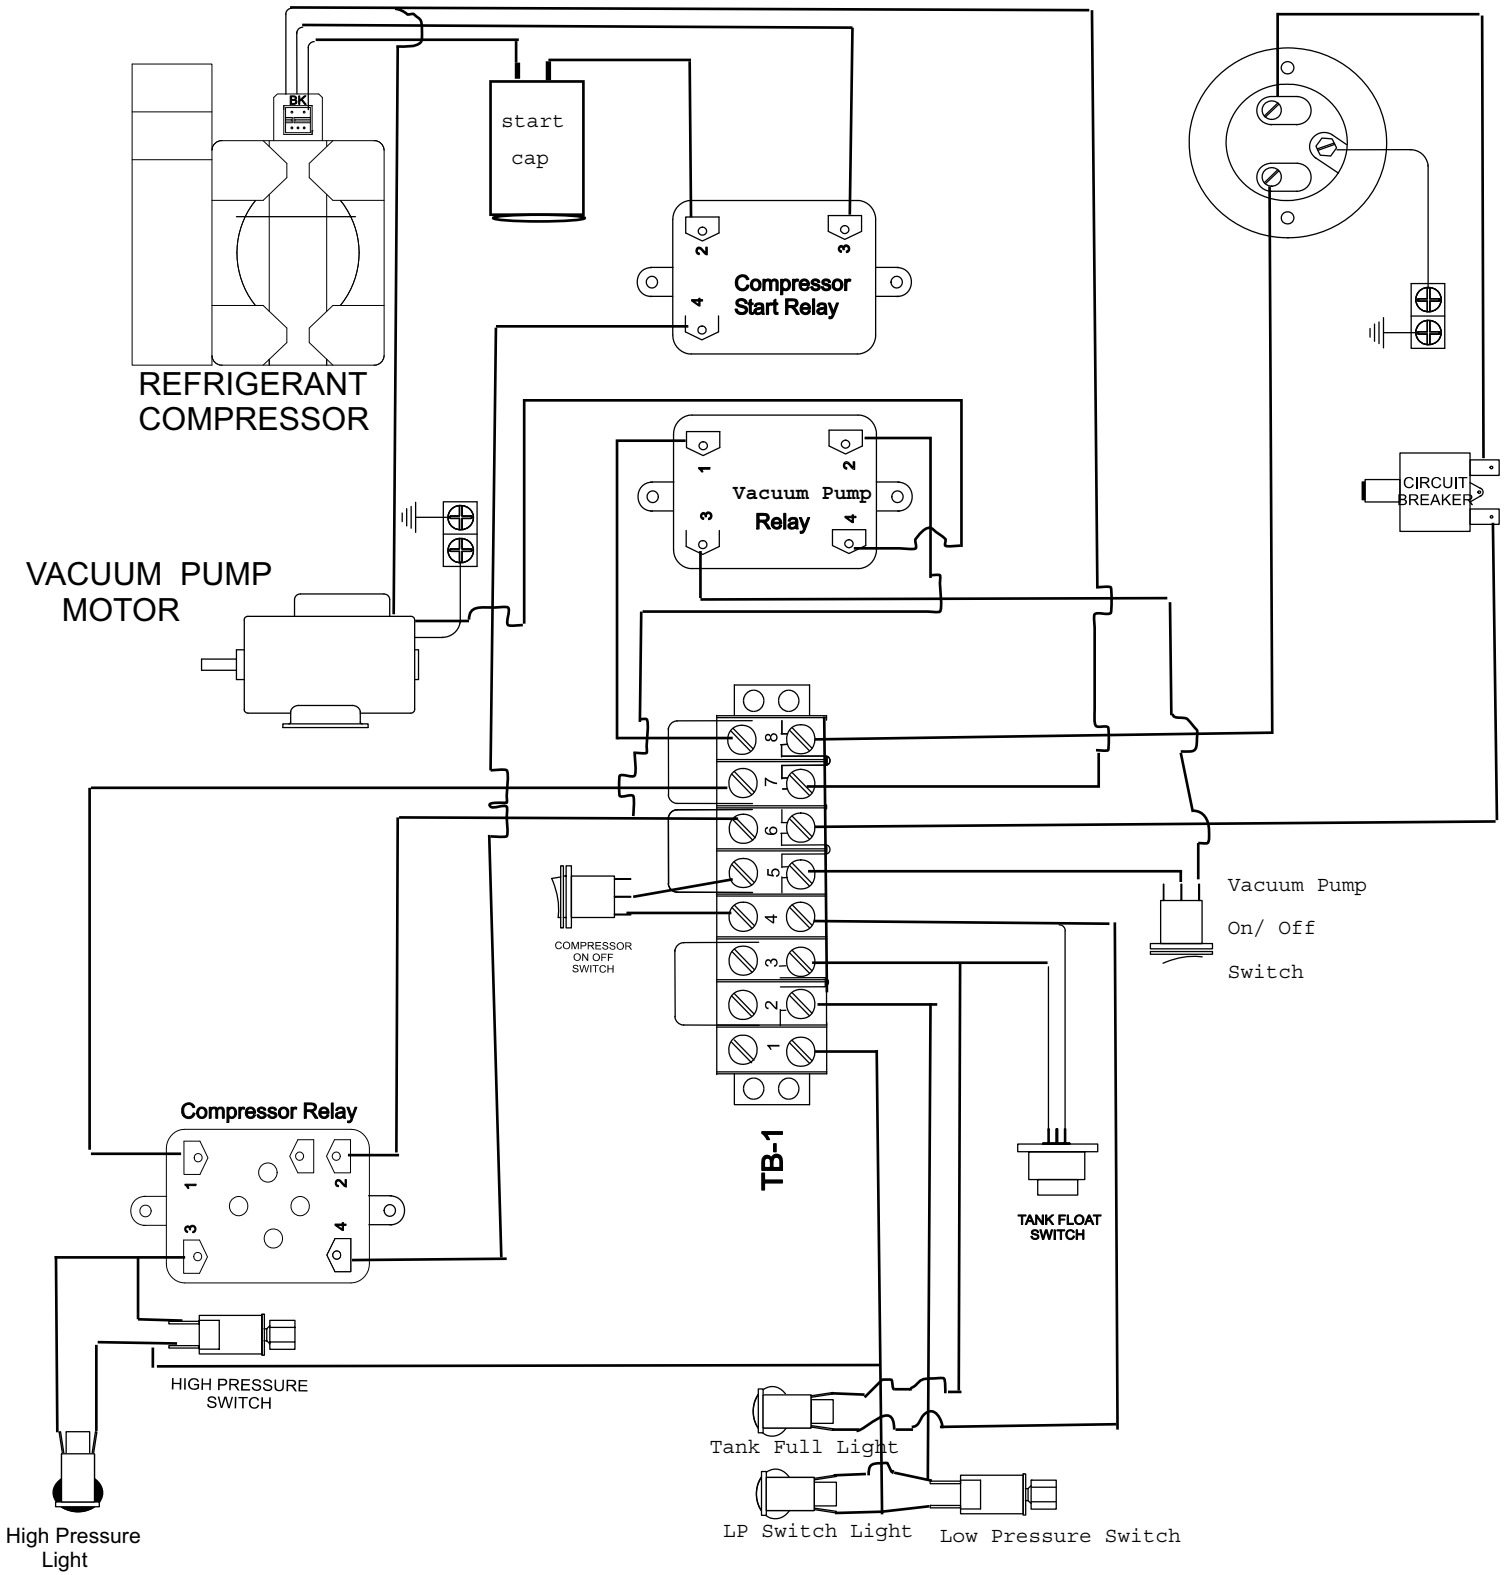 BK
start
cap
2
3
4
Compressor
Start Relay
REFRIGERANT
COMPRESSOR
1
2
Vacuum Pump
3
4
Relay
CIRCUIT
BREAKER
VACUUM PUMP
MOTOR
8
7
6
5
4
3
2
1
TB-1
COMPRESSOR
ON OFF
SWITCH
Vacuum Pump
On/ Off
Switch
Compressor Relay
1
2
3
4
TANK FLOAT
SWITCH
HIGH PRESSURE
SWITCH
Tank Full Light
LP Switch Light
Low Pressure Switch
High Pressure
Light